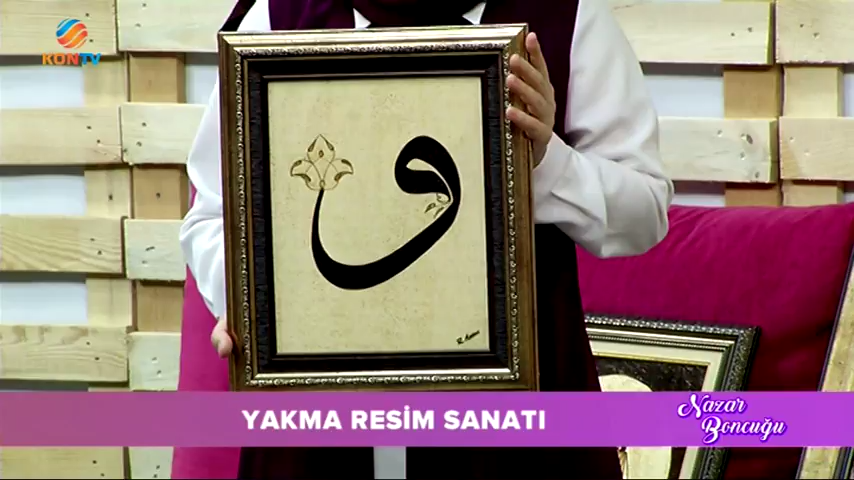 KONTV
و
YAKMA RESİM SANATI
Nazar
Boncuğu